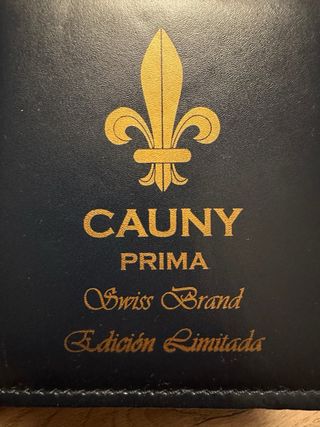 CAUNY
PRIMA
Swiss Brand
Edición Limitada